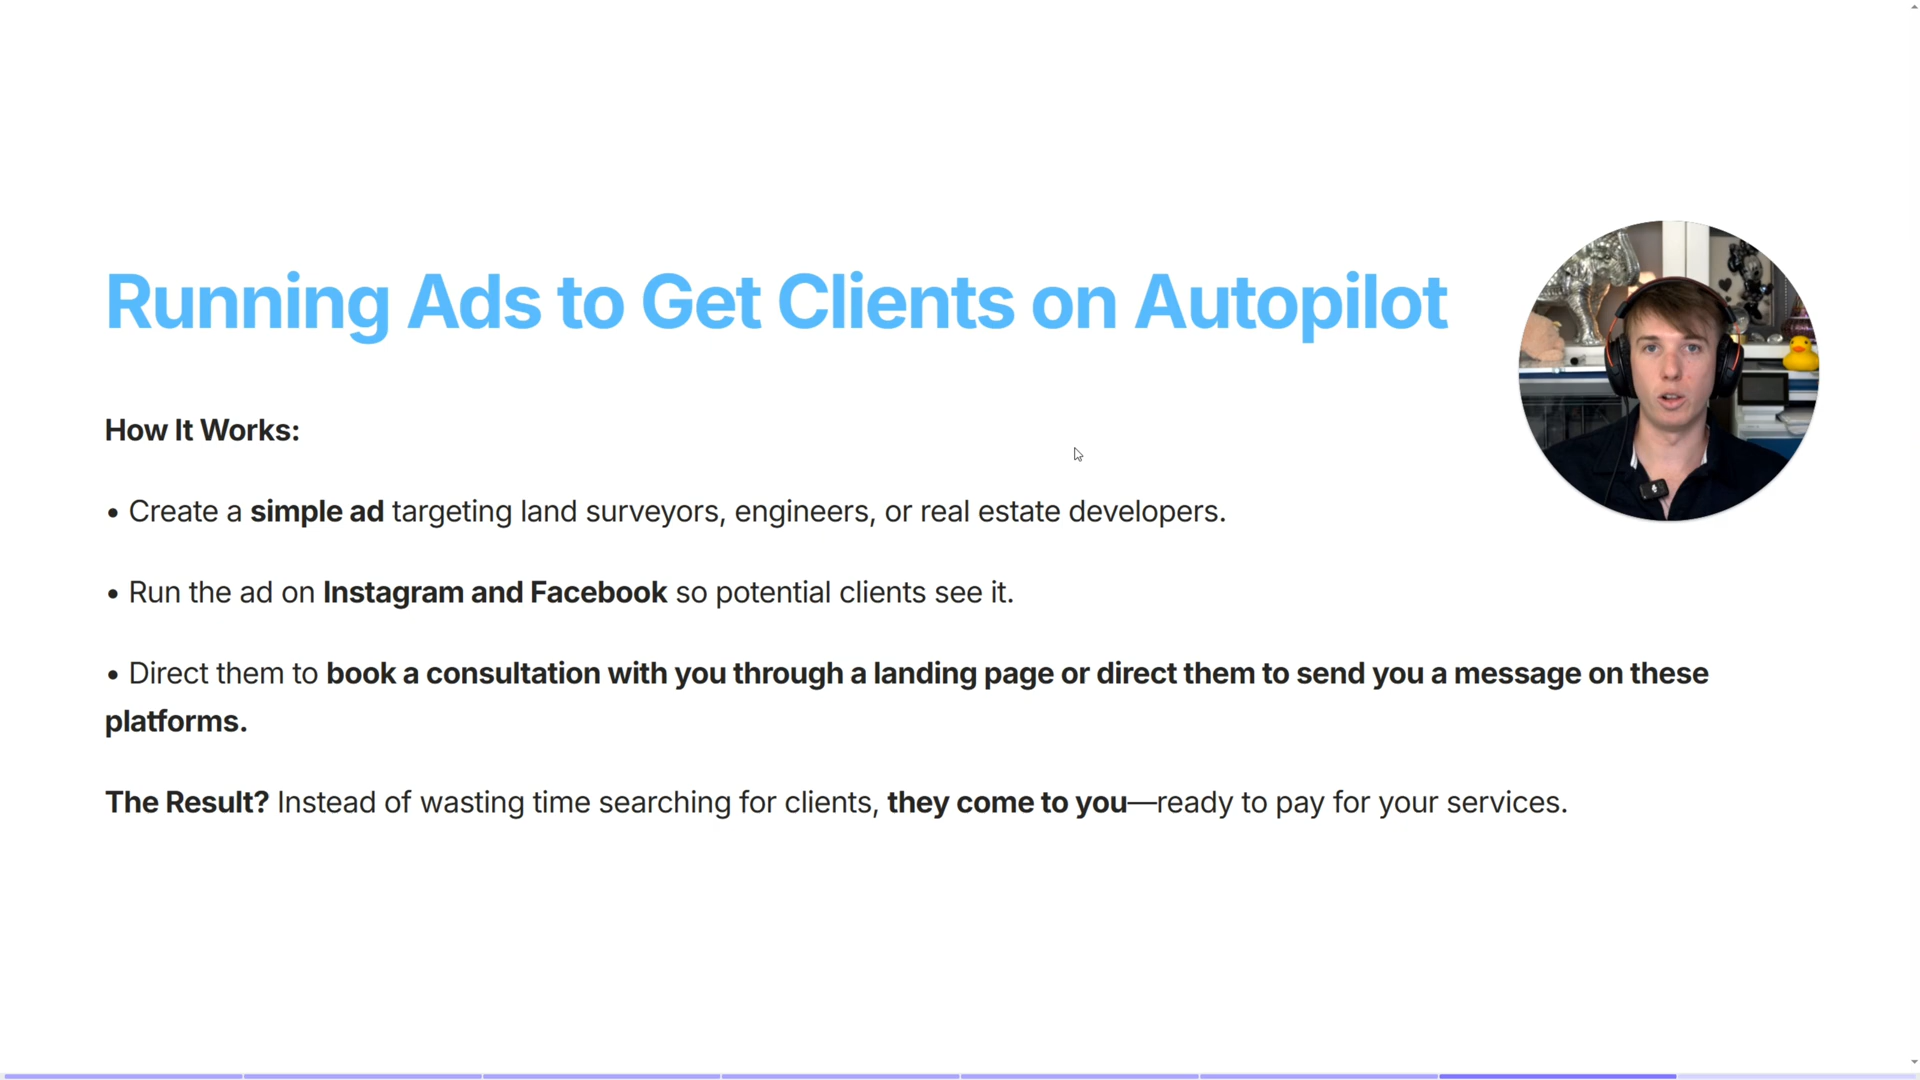 Running Ads to Get Clients on Autopilot
How It Works:
• Create a simple ad targeting land surveyors, engineers, or real estate developers.
• Run the ad on Instagram and Facebook so potential clients see it.
• Direct them to book a consultation with you through a landing page or direct them to send you a message on these
platforms.
The Result? Instead of wasting time searching for clients, they come to you—ready to pay for your services.